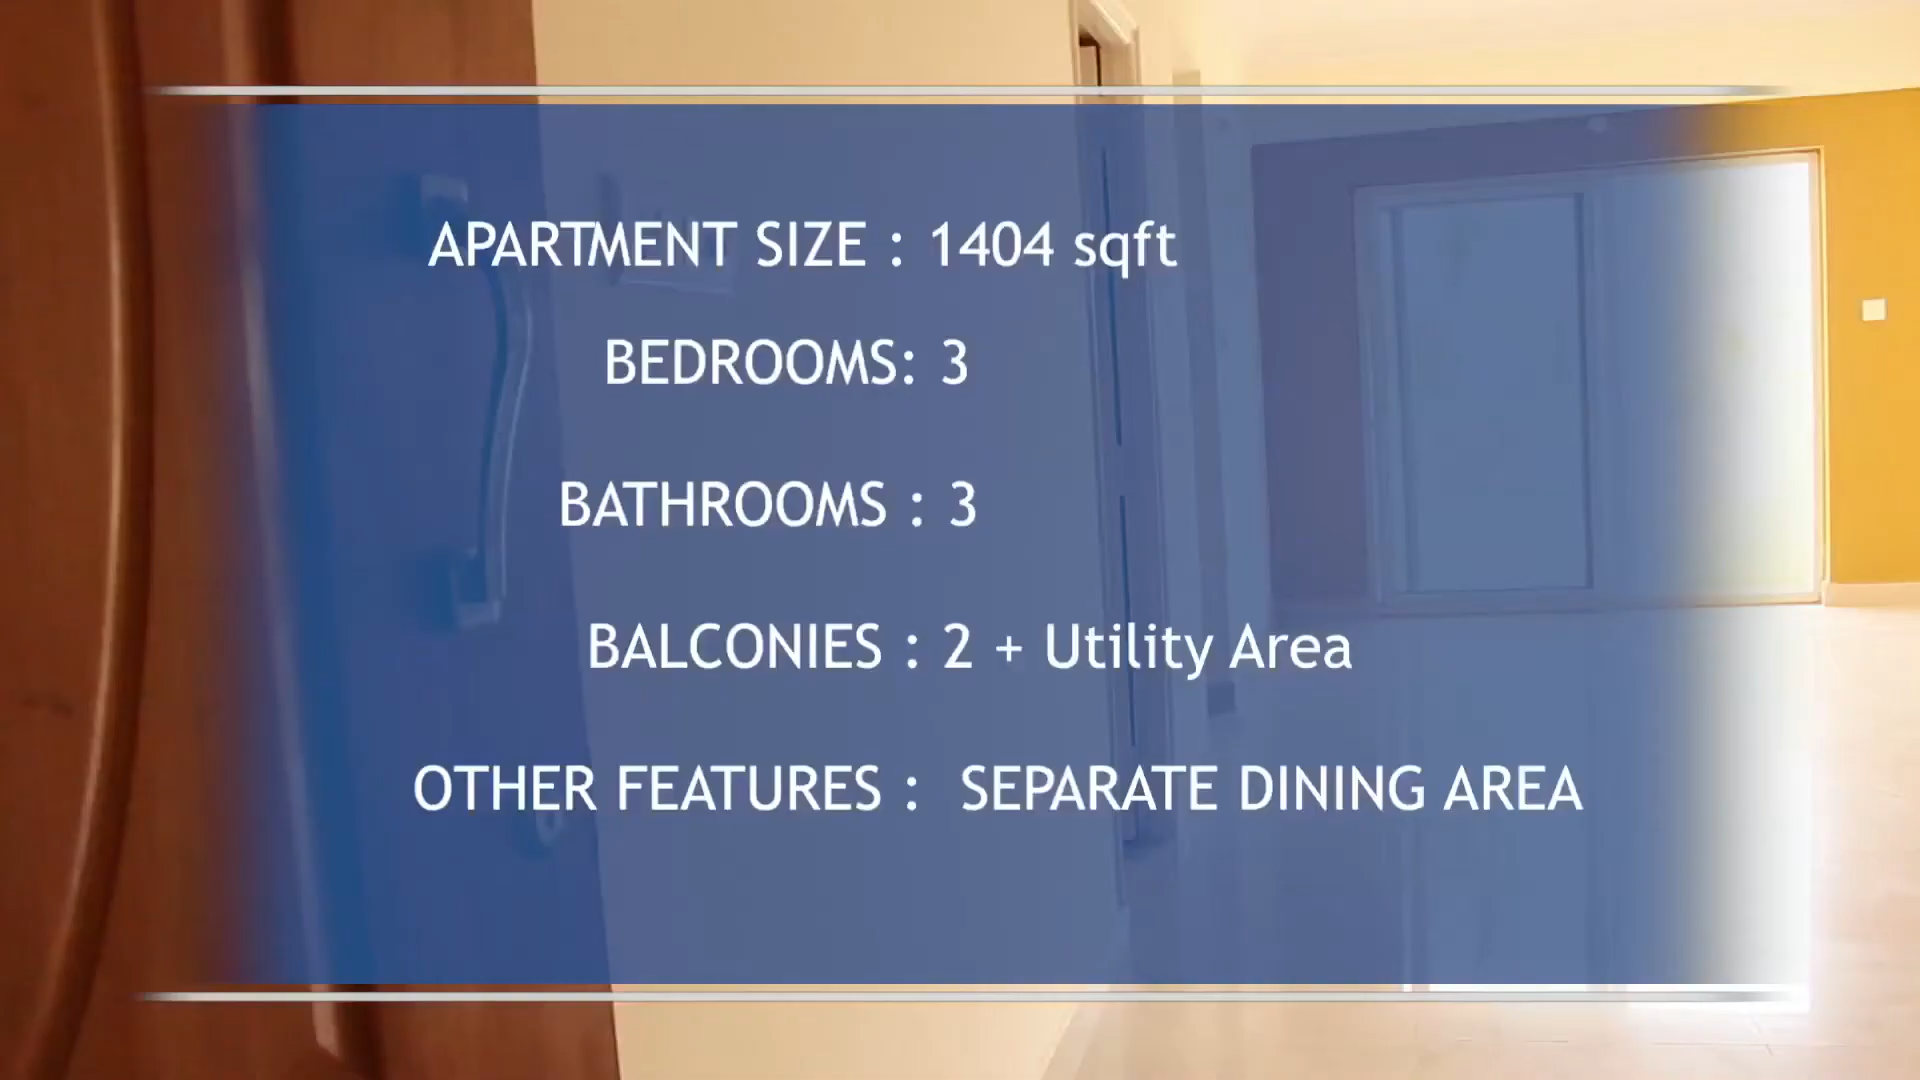 APARTMENT SIZE : 1404 sqft
BEDROOMS: 3
BATHROOMS : 3
BALCONIES : 2 + Utility Area
OTHER FEATURES : SEPARATE DINING AREA